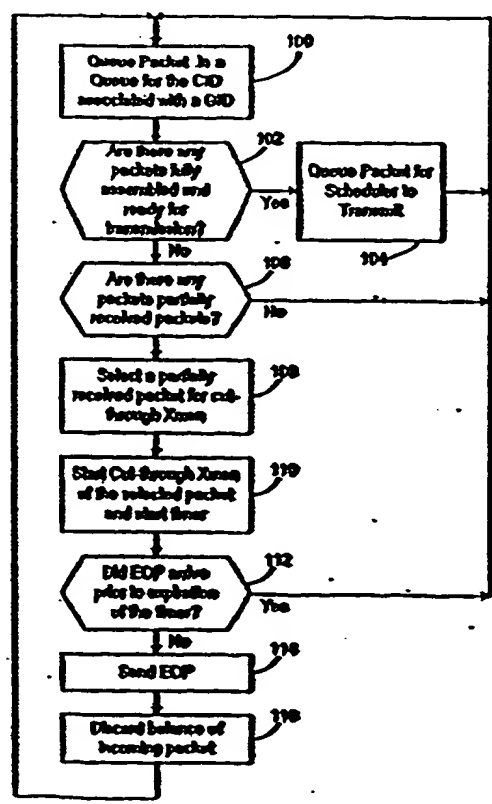 100
Queue Packet in a
Queue for the CID
associated with a GID
102
Are there any
packets fully
assembled and
ready for
transmission?
Yes
Queue Packet for
Scheduler to
Transmit
104
No
106
Are there any
packets partially
received packets?
No
108
Select a partially
received packet for cut-
through Xmsn
110
Start Cut-through Xmsn
of the selected packet
and start timer
112
Did EOP arrive
prior to expiration
of the timer?
Yes
No
114
Send EOP
116
Discard balance of
incoming packet